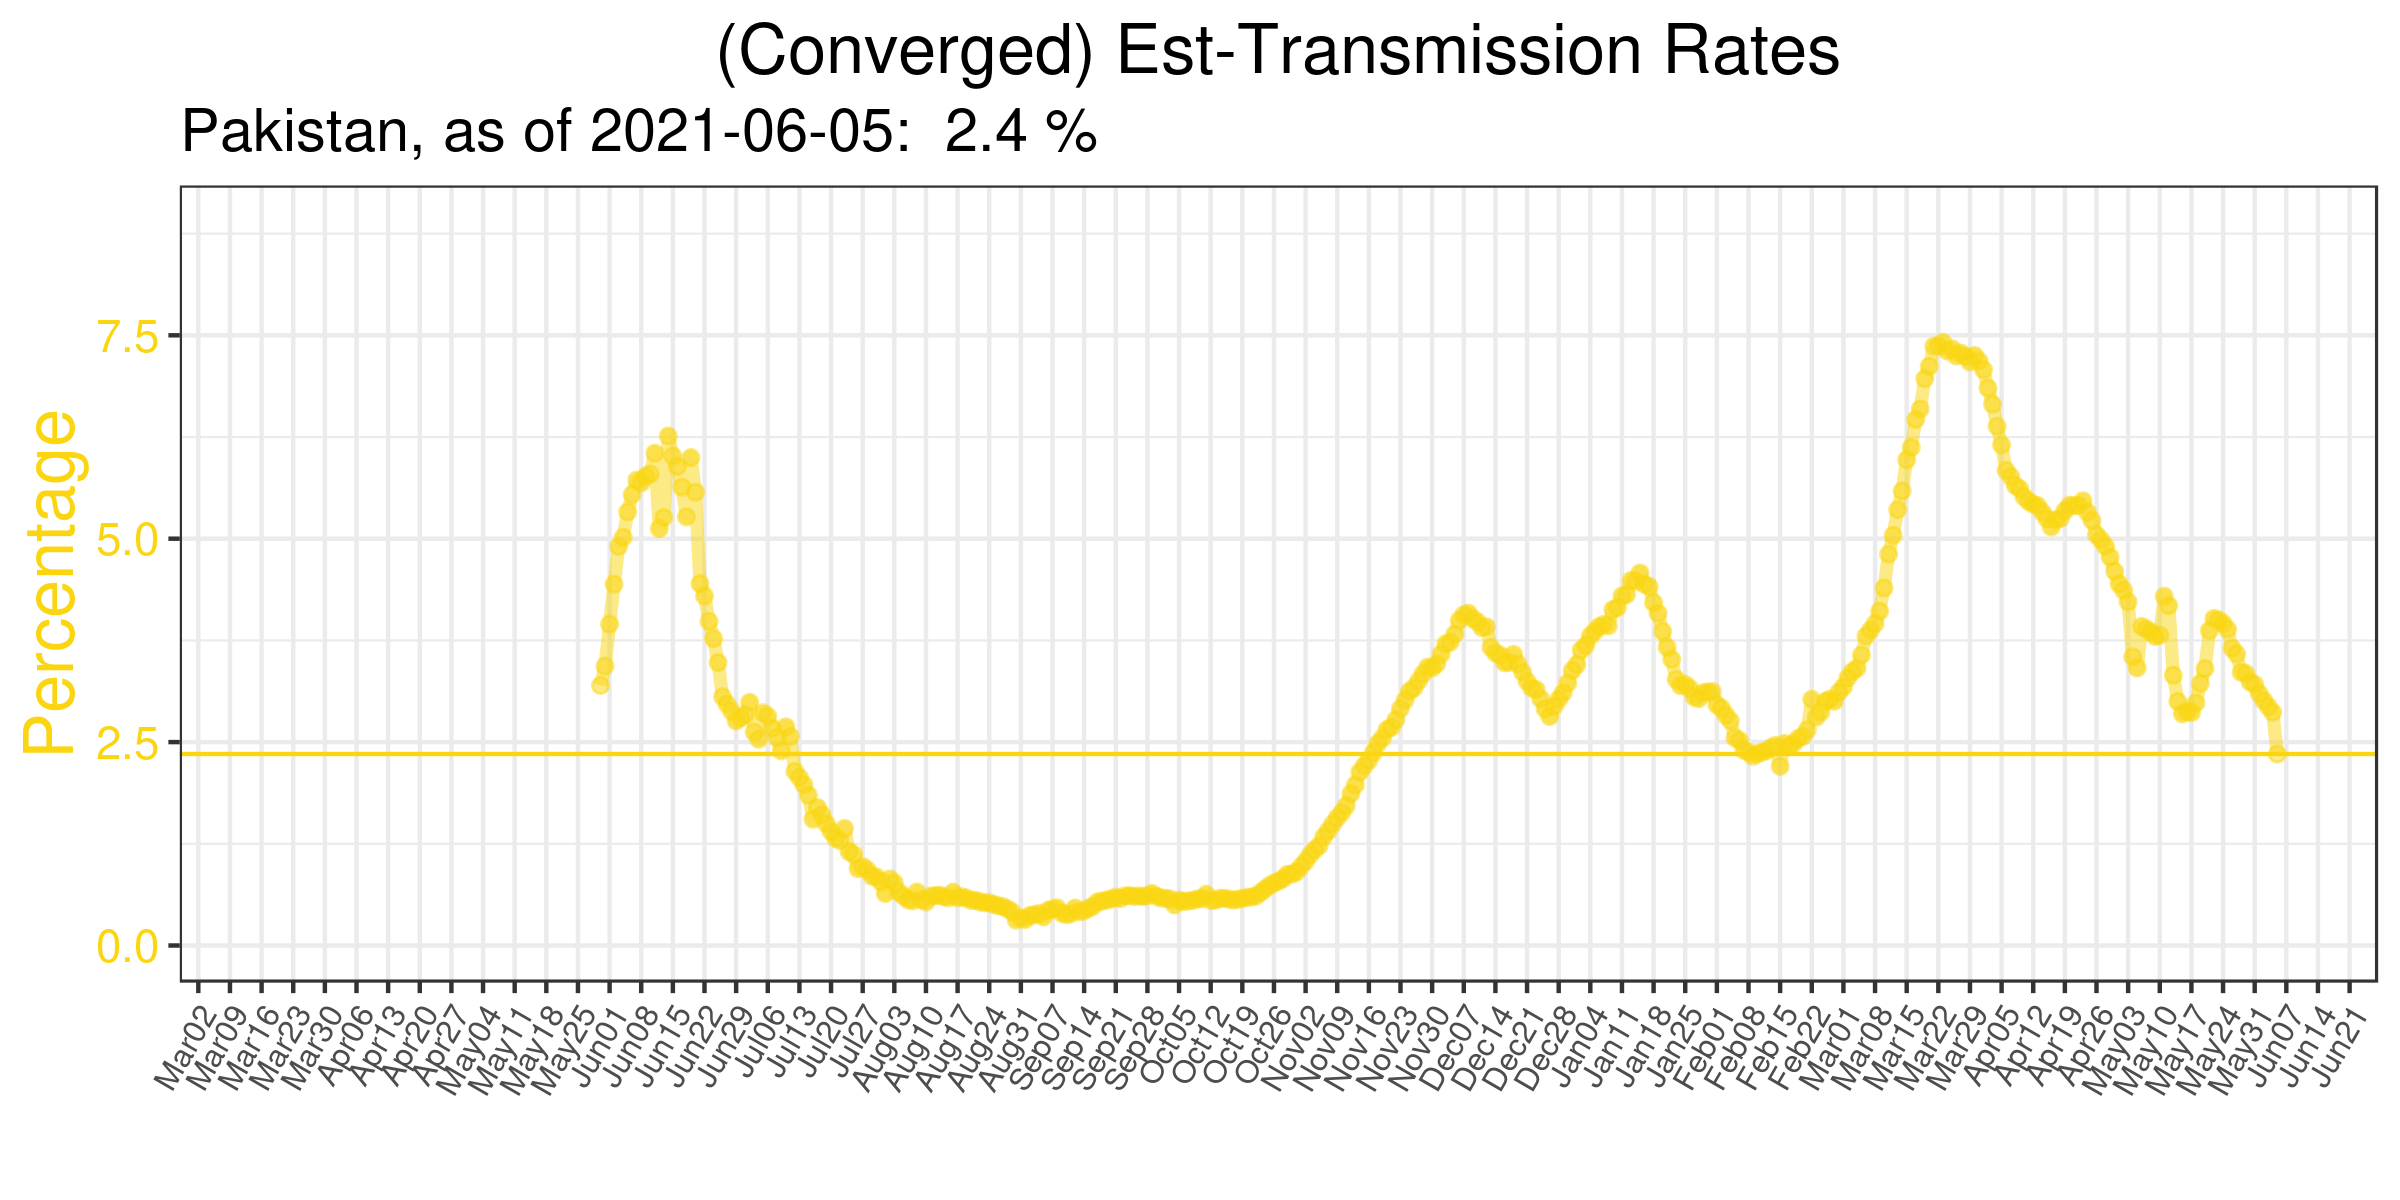 (Converged) Est-Transmission Rates
Pakistan, as of 2021-06-05:  2.4 %
Percentage
7.5
5.0
2.5
0.0
Mar02
Mar09
Mar16
Mar23
Mar30
Apr06
Apr13
Apr20
Apr27
May04
May11
May18
May25
Jun01
Jun08
Jun15
Jun22
Jun29
Jul06
Jul13
Jul20
Jul27
Aug03
Aug10
Aug17
Aug24
Aug31
Sep07
Sep14
Sep21
Sep28
Oct05
Oct12
Oct19
Oct26
Nov02
Nov09
Nov16
Nov23
Nov30
Dec07
Dec14
Dec21
Dec28
Jan04
Jan11
Jan18
Jan25
Feb01
Feb08
Feb15
Feb22
Mar01
Mar08
Mar15
Mar22
Mar29
Apr05
Apr12
Apr19
Apr26
May03
May10
May17
May24
May31
Jun07
Jun14
Jun21